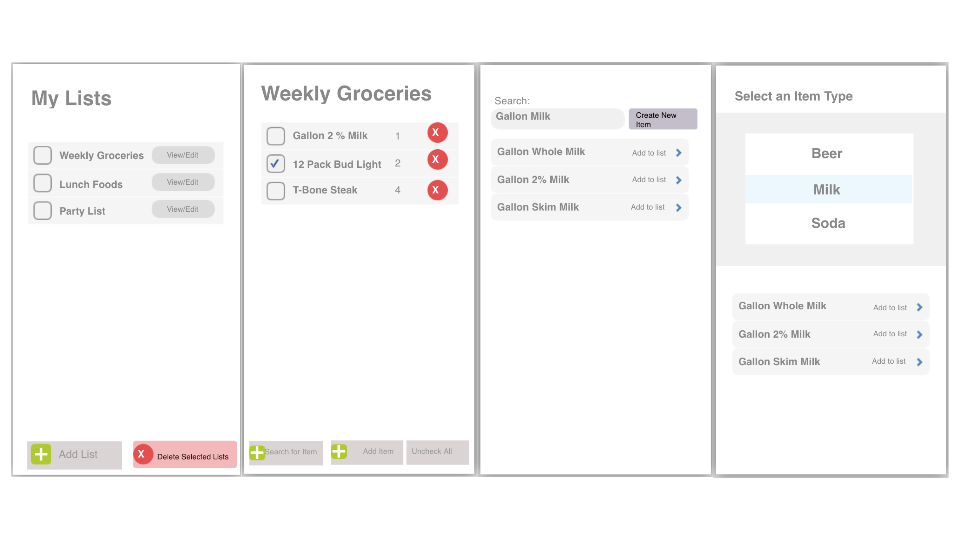 My Lists
Weekly Groceries View/Edit
Lunch Foods View/Edit
Party List View/Edit
Add List
X Delete Selected Lists
Weekly Groceries
Gallon 2 % Milk 1 X
12 Pack Bud Light 2 X
T-Bone Steak 4 X
Search for Item
Add Item
Uncheck All
Search:
Gallon Milk
Create New
Item
Gallon Whole Milk Add to list
Gallon 2% Milk Add to list
Gallon Skim Milk Add to list
Select an Item Type
Beer
Milk
Soda
Gallon Whole Milk Add to list
Gallon 2% Milk Add to list
Gallon Skim Milk Add to list